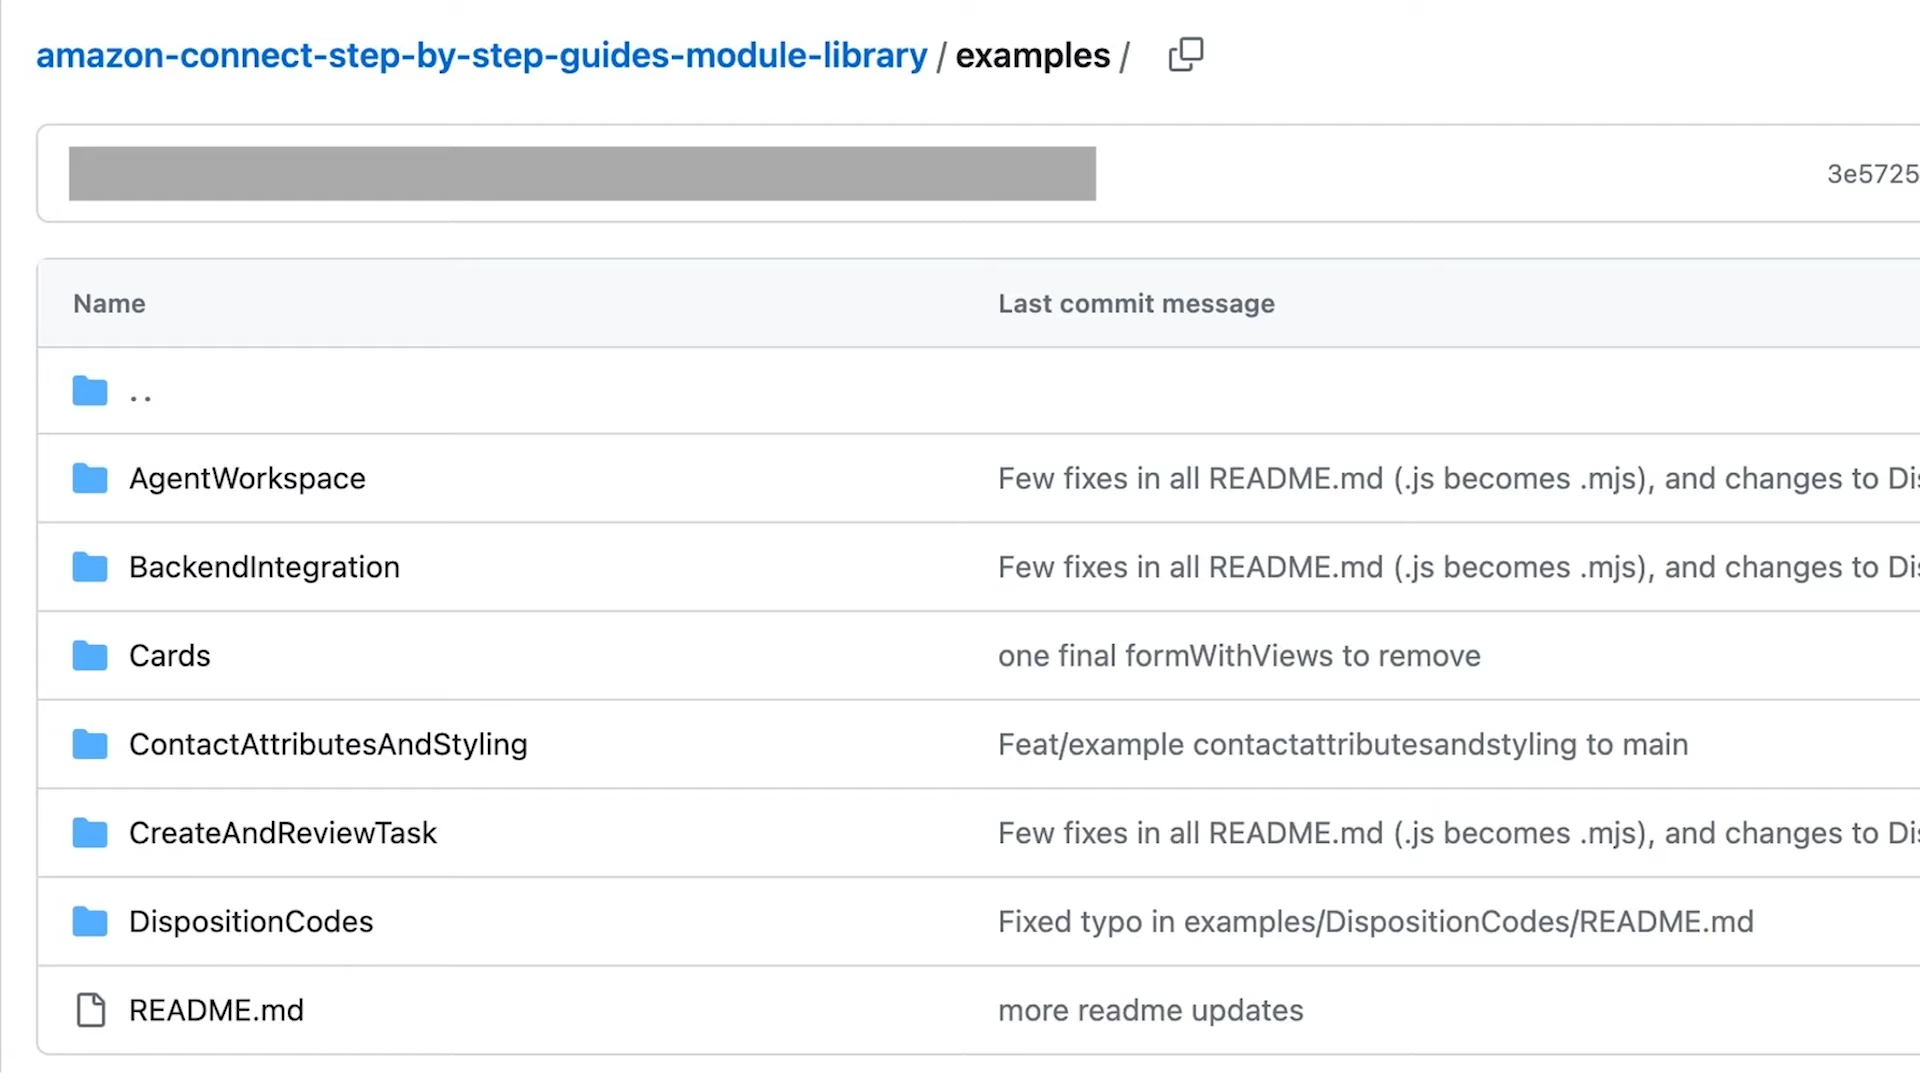 amazon-connect-step-by-step-guides-module-library / examples /
3e5725
Name Last commit message
..
AgentWorkspace Few fixes in all README.md (.js becomes .mjs), and changes to Dis
BackendIntegration Few fixes in all README.md (.js becomes .mjs), and changes to Dis
Cards one final formWithViews to remove
ContactAttributesAndStyling Feat/example contactattributesandstyling to main
CreateAndReviewTask Few fixes in all README.md (.js becomes .mjs), and changes to Dis
DispositionCodes Fixed typo in examples/DispositionCodes/README.md
README.md more readme updates